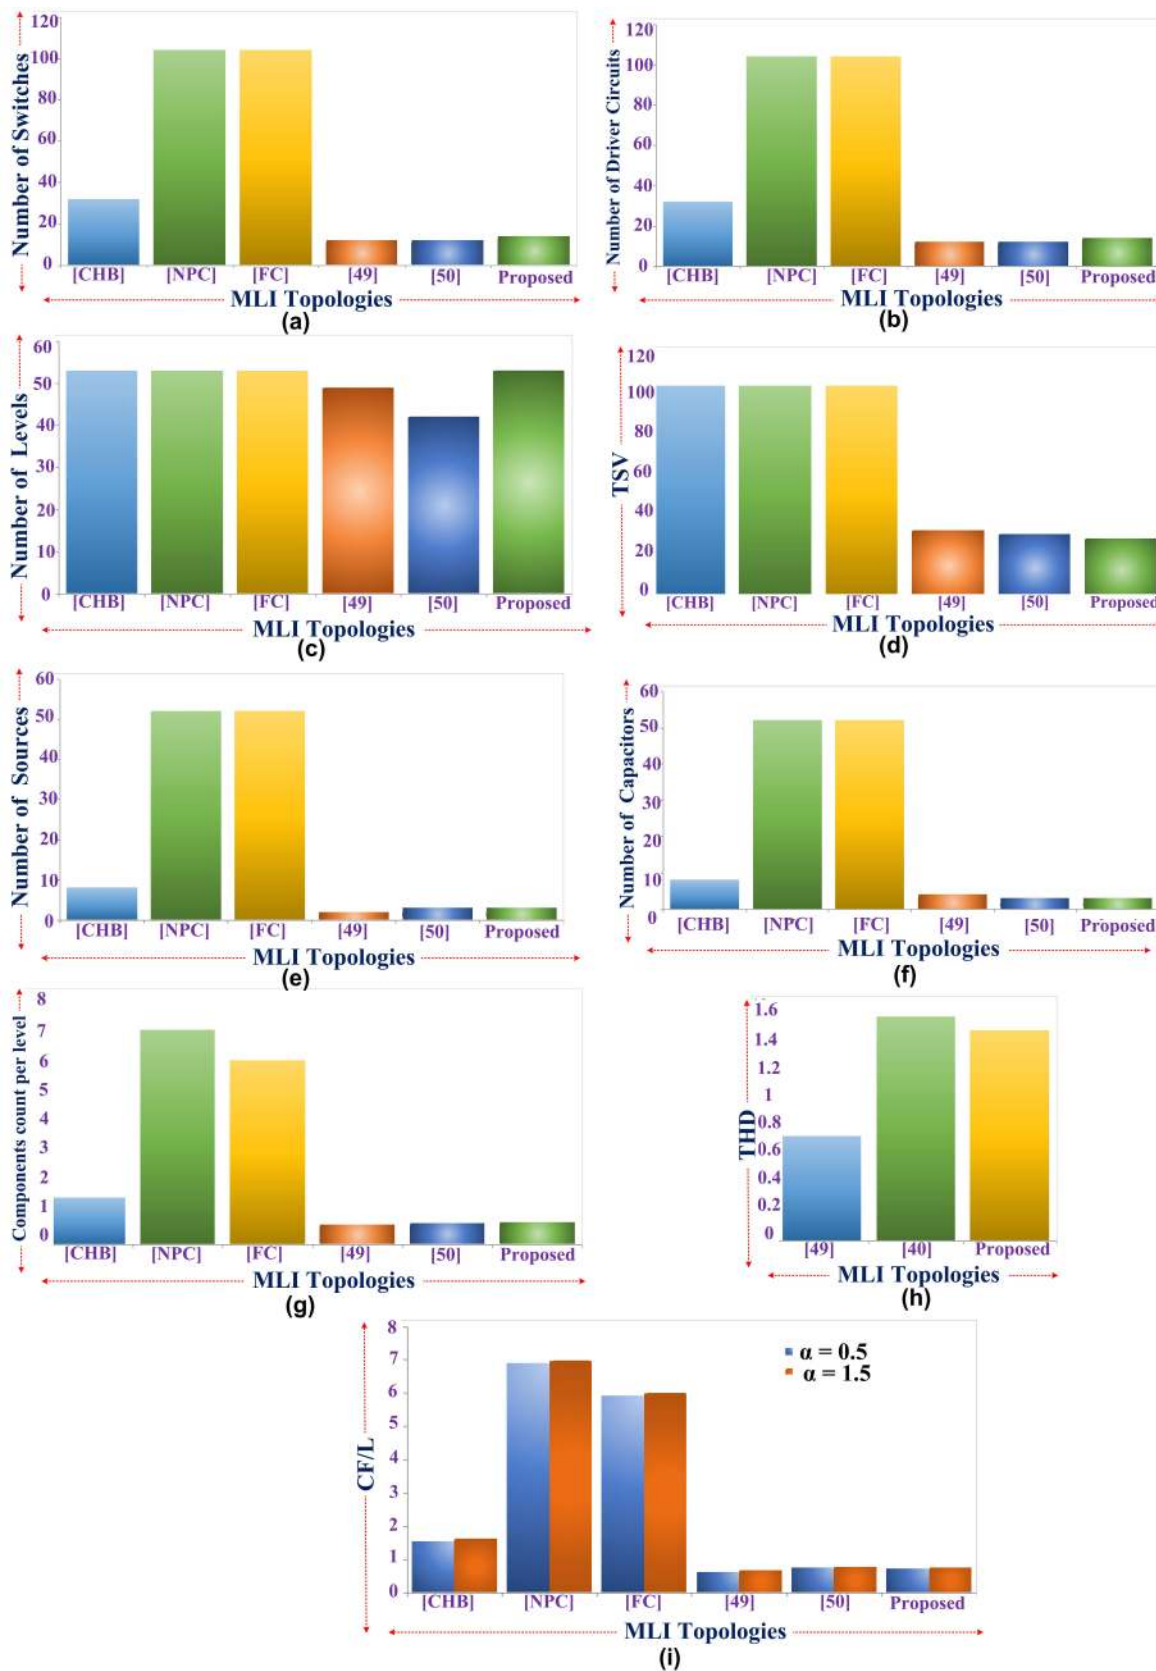 Number of Switches
120
100
80
60
40
20
0
[CHB] [NPC] [FC] [49] [50] Proposed
MLI Topologies
(a)
Number of Driver Circuits
120
100
80
60
40
20
0
[CHB] [NPC] [FC] [49] [50] Proposed
MLI Topologies
(b)
Number of Levels
60
50
40
30
20
10
0
[CHB] [NPC] [FC] [49] [50] Proposed
MLI Topologies
(c)
TSV
120
100
80
60
40
20
0
[CHB] [NPC] [FC] [49] [50] Proposed
MLI Topologies
(d)
Number of Sources
60
50
40
30
20
10
0
[CHB] [NPC] [FC] [49] [50] Proposed
MLI Topologies
(e)
Number of Capacitors
60
50
40
30
20
10
0
[CHB] [NPC] [FC] [49] [50] Proposed
MLI Topologies
(f)
Components count per level
8
7
6
5
4
3
2
1
0
[CHB] [NPC] [FC] [49] [50] Proposed
MLI Topologies
(g)
THD
1.6
1.4
1.2
1
0.8
0.6
0.4
0.2
0
[49] [40] Proposed
MLI Topologies
(h)
CF/L
8
7
6
5
4
3
2
1
0
α = 0.5
α = 1.5
[CHB] [NPC] [FC] [49] [50] Proposed
MLI Topologies
(i)